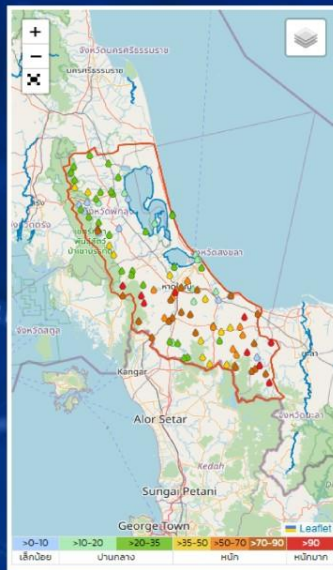 +
−
จังหวัดนครศรีธรรมราช
นครศรีธรรมราช
จังหวัดพัทลุง
จังหวัดสงขลา
หาดใหญ่
จังหวัดสตูล
Kangar
Alor Setar
Kedah
Sungai Petani
George Town
Leaflet
>0-10 >10-20 >20-35 >35-50 >50-70 >70-90 >90
เล็กน้อย ปานกลาง หนัก หนักมาก